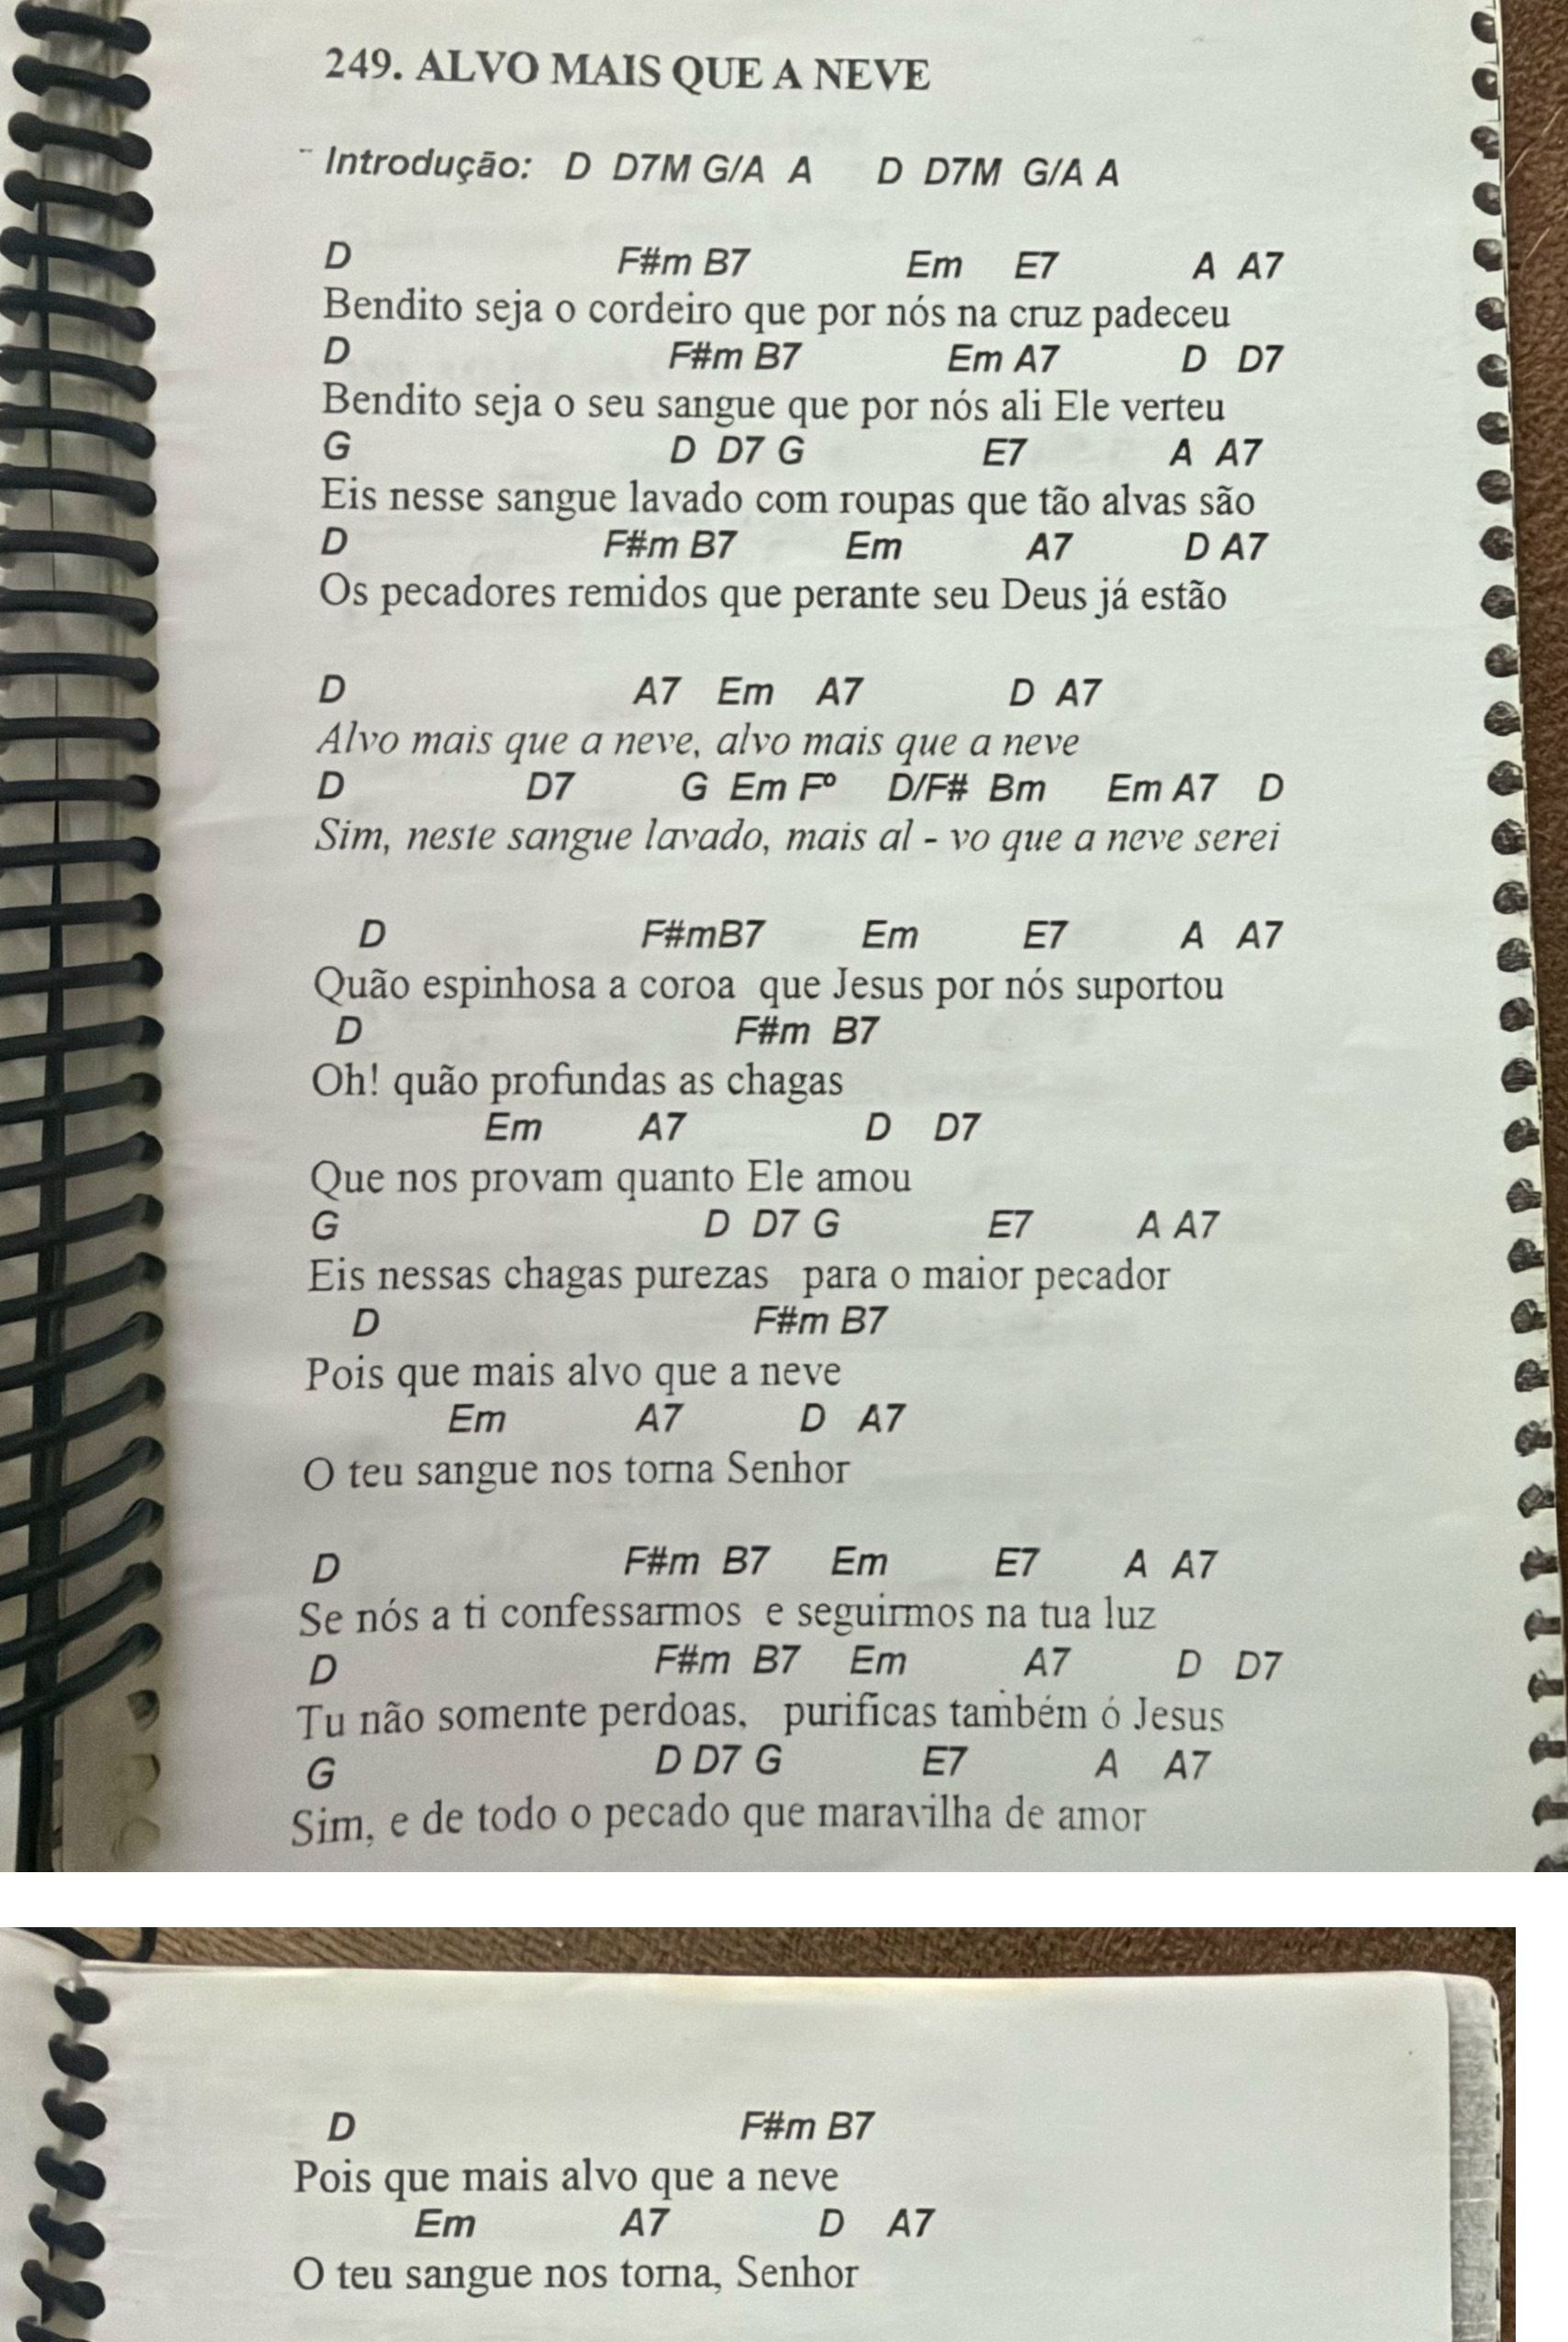 249. ALVO MAIS QUE A NEVE
Introdução: D D7M G/A A D D7M G/A A
D F#m B7 Em E7 A A7
Bendito seja o cordeiro que por nós na cruz padeceu
D F#m B7 Em A7 D D7
Bendito seja o seu sangue que por nós ali Ele verteu
G D D7 G E7 A A7
Eis nesse sangue lavado com roupas que tão alvas são
D F#m B7 Em A7 D A7
Os pecadores remidos que perante seu Deus já estão
D A7 Em A7 D A7
Alvo mais que a neve, alvo mais que a neve
D D7 G Em Fº D/F# Bm Em A7 D
Sim, neste sangue lavado, mais al - vo que a neve serei
D F#mB7 Em E7 A A7
Quão espinhosa a coroa que Jesus por nós suportou
D F#m B7
Oh! quão profundas as chagas
Em A7 D D7
Que nos provam quanto Ele amou
G D D7 G E7 A A7
Eis nessas chagas purezas para o maior pecador
D F#m B7
Pois que mais alvo que a neve
Em A7 D A7
O teu sangue nos torna Senhor
D F#m B7 Em E7 A A7
Se nós a ti confessarmos e seguirmos na tua luz
D F#m B7 Em A7 D D7
Tu não somente perdoas, purificas também ó Jesus
G D D7 G E7 A A7
Sim, e de todo o pecado que maravilha de amor
D F#m B7
Pois que mais alvo que a neve
Em A7 D A7
O teu sangue nos torna, Senhor